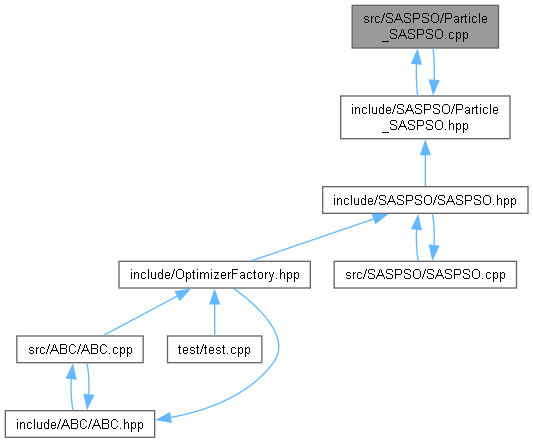 src/SASPSO/Particle
_SASPSO.cpp
include/SASPSO/Particle
_SASPSO.hpp
include/SASPSO/SASPSO.hpp
include/OptimizerFactory.hpp
src/SASPSO/SASPSO.cpp
src/ABC/ABC.cpp
test/test.cpp
include/ABC/ABC.hpp